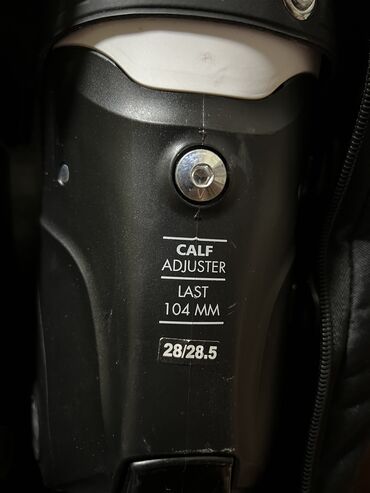 CALF
ADJUSTER
LAST
104 MM
28/28.5